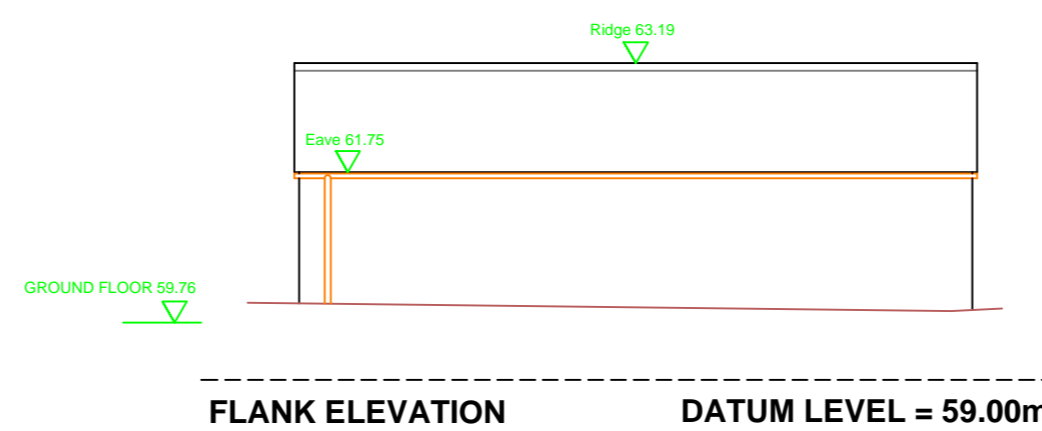 Ridge 63.19
Eave 61.75
GROUND FLOOR 59.76
FLANK ELEVATION
DATUM LEVEL = 59.00m